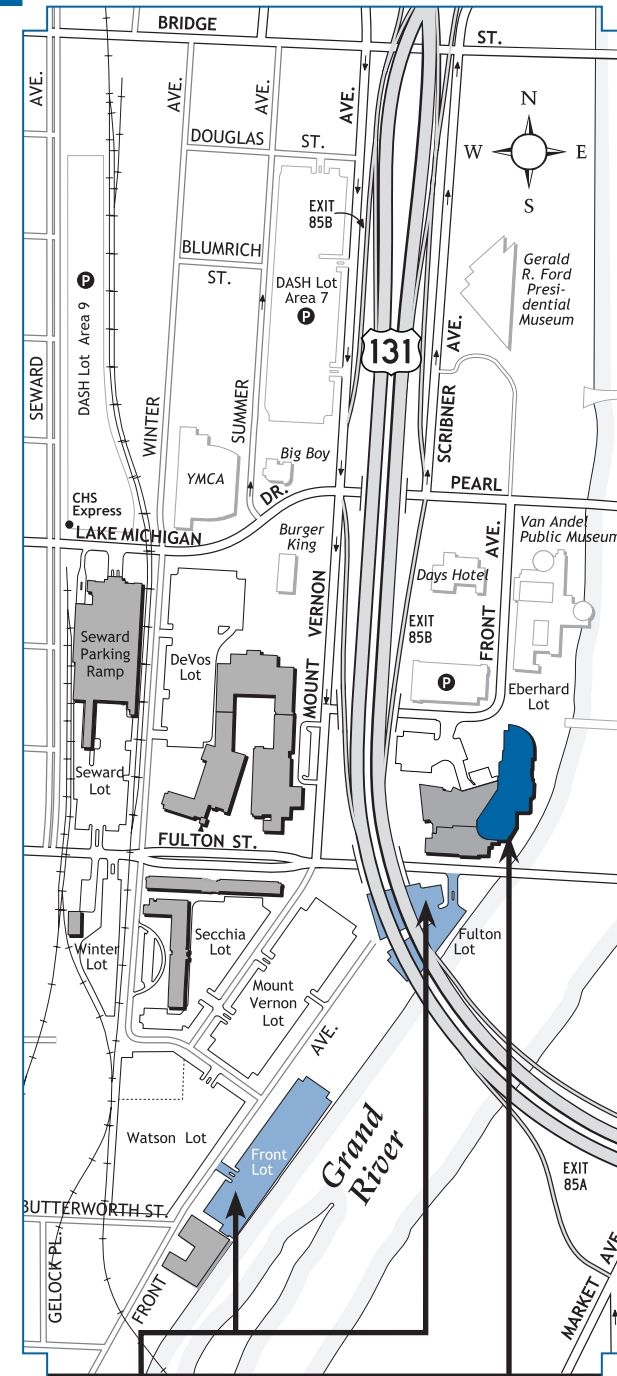 BRIDGE
ST.
AVE.
AVE.
AVE.
AVE.
N
W
E
S
DOUGLAS
ST.
EXIT
85B
BLUMRICH
ST.
DASH Lot
Area 7
P
P
DASH Lot Area 9
Gerald
R. Ford
Presi-
dential
Museum
131
AVE.
SEWARD
WINTER
SUMMER
SCRIBNER
Big Boy
YMCA
DR.
PEARL
CHS
Express
LAKE MICHIGAN
Burger
King
Van Andel
Public Museum
AVE.
Days Hotel
VERNON
EXIT
85B
FRONT
Seward
Parking
Ramp
DeVos
Lot
MOUNT
P
Eberhard
Lot
Seward
Lot
FULTON ST.
Winter
Lot
Secchia
Lot
Fulton
Lot
Mount
Vernon
Lot
AVE.
Watson Lot
Front
Lot
Grand
River
EXIT
85A
BUTTERWORTH ST.
GELOCK PL.
FRONT
MARKET AVE